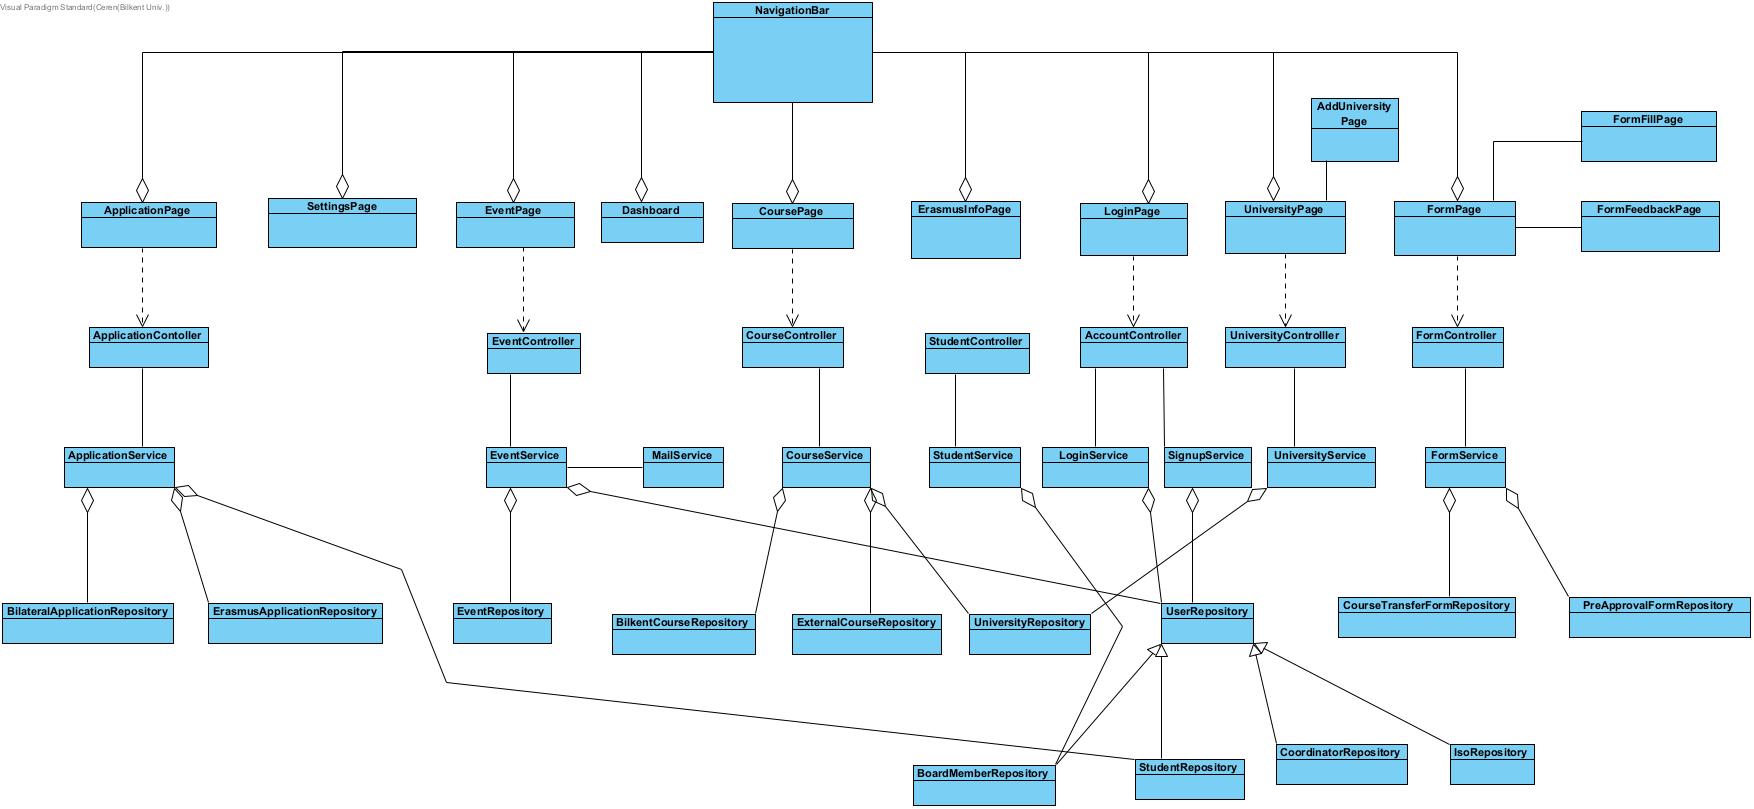 Visual Paradigm Standard(Ceren(Bilkent Univ.))
NavigationBar
AddUniversity
Page
FormFillPage
ApplicationPage
SettingsPage
EventPage
Dashboard
CoursePage
ErasmusInfoPage
LoginPage
UniversityPage
FormPage
FormFeedbackPage
ApplicationContoller
EventController
CourseController
StudentController
AccountController
UniversityControlller
FormController
ApplicationService
EventService
MailService
CourseService
StudentService
LoginService
SignupService
UniversityService
FormService
BilateralApplicationRepository
ErasmusApplicationRepository
EventRepository
BilkentCourseRepository
ExternalCourseRepository
UniversityRepository
UserRepository
CourseTransferFormRepository
PreApprovalFormRepository
BoardMemberRepository
StudentRepository
CoordinatorRepository
IsoRepository